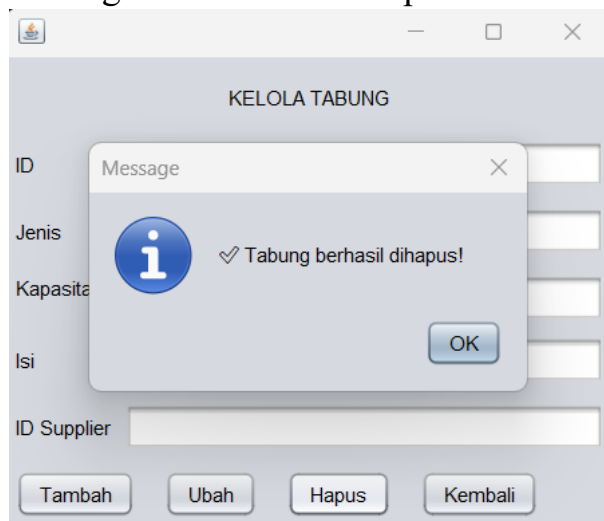 KELOLA TABUNG
ID
Message
Jenis
✅ Tabung berhasil dihapus!
Kapasita
OK
Isi
ID Supplier
Tambah
Ubah
Hapus
Kembali